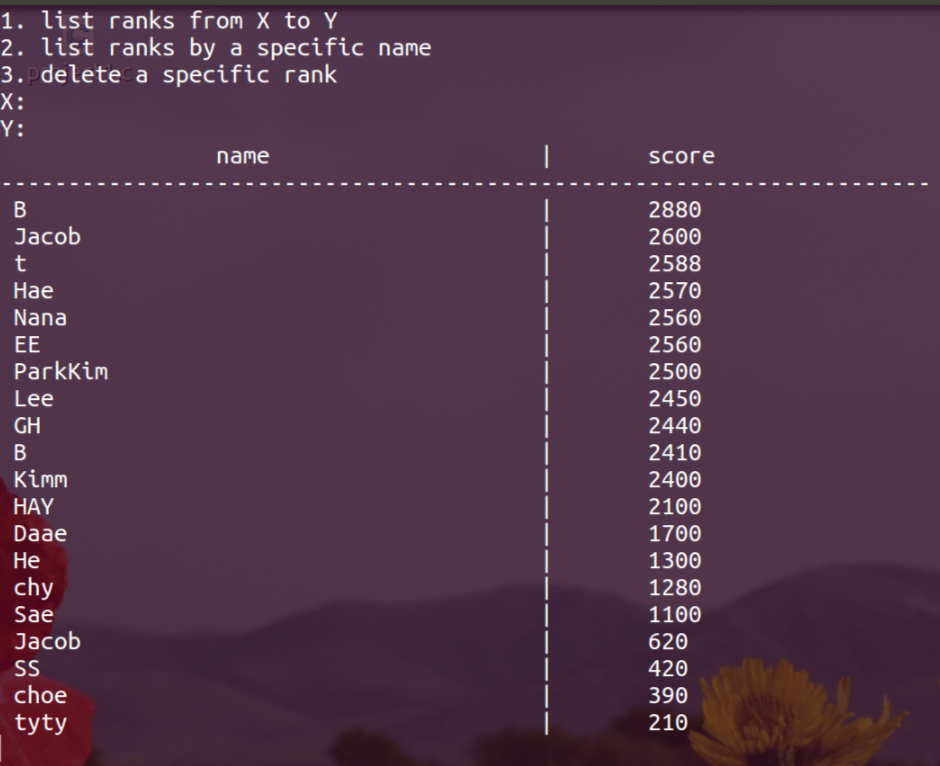 1. list ranks from X to Y
2. list ranks by a specific name
3. delete a specific rank
X:
Y:
name | score
----------------------------------------------------------------------
B | 2880
Jacob | 2600
t | 2588
Hae | 2570
Nana | 2560
EE | 2560
ParkKim | 2500
Lee | 2450
GH | 2440
B | 2410
Kimm | 2400
HAY | 2100
Daae | 1700
He | 1300
chy | 1280
Sae | 1100
Jacob | 620
SS | 420
choe | 390
tyty | 210